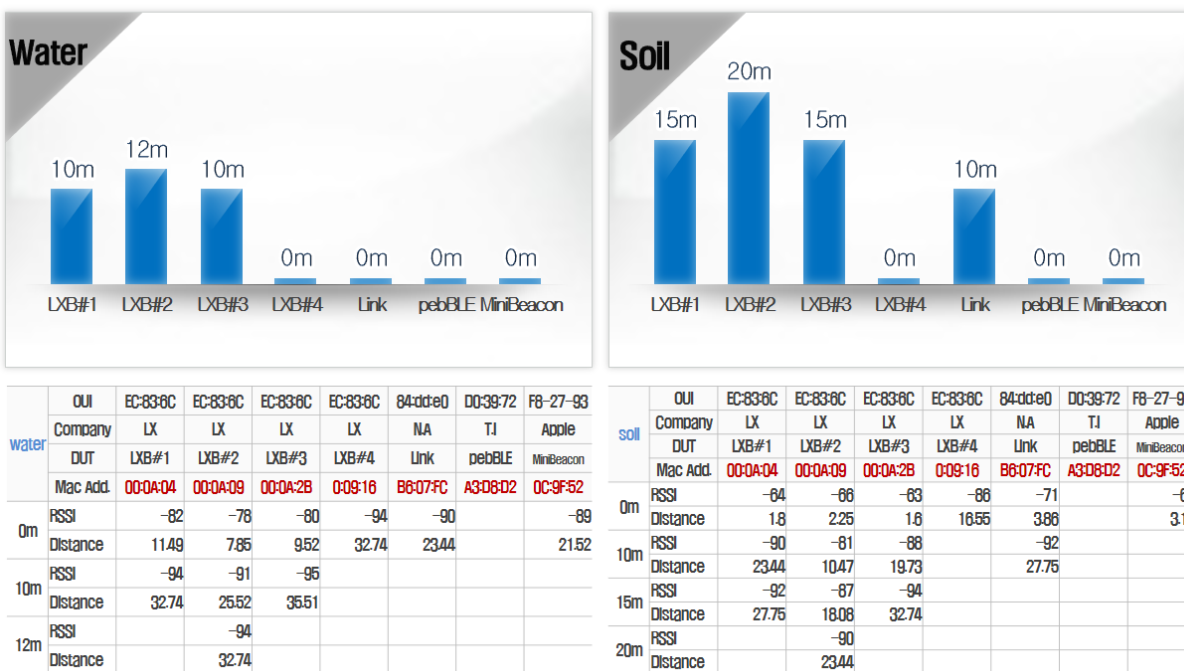 Water
10m 12m 10m 0m 0m 0m 0m
LXB#1 LXB#2 LXB#3 LXB#4 Link pebBLE MiniBeacon
Soil
15m 20m 15m 0m 10m 0m 0m
LXB#1 LXB#2 LXB#3 LXB#4 Link pebBLE MiniBeacon
water
OUI EC:83:6C EC:83:6C EC:83:6C EC:83:6C 84:dd:e0 D0:39:72 F6-27-93
Company LX LX LX LX N.A T.I Apple
DUT LXB#1 LXB#2 LXB#3 LXB#4 Link pebBLE MiniBeacon
Mac Add. 00:0A:04 00:0A:09 00:0A:2B 0:09:16 B6:07:FC A3:D8:D2 0C:9F:52
0m
RSSI -82 -78 -80 -94 -90 -89
Distance 11.49 7.85 9.52 32.74 23.44 21.52
10m
RSSI -94 -91 -95
Distance 32.74 25.52 35.51
12m
RSSI -94
Distance 32.74
soil
OUI EC:83:6C EC:83:6C EC:83:6C EC:83:6C 84:dd:e0 D0:39:72 F6-27-9
Company LX LX LX LX N.A T.I Apple
DUT LXB#1 LXB#2 LXB#3 LXB#4 Link pebBLE MiniBeacon
Mac Add. 00:0A:04 00:0A:09 00:0A:2B 0:09:16 B6:07:FC A3:D8:D2 0C:9F:52
0m
RSSI -64 -66 -63 -86 -71
Distance 1.8 2.25 1.6 16.55 3.86
10m
RSSI -90 -81 -88 -92
Distance 23.44 10.47 19.73 27.75
15m
RSSI -92 -87 -94
Distance 27.75 18.08 32.74
20m
RSSI -90
Distance 23.44